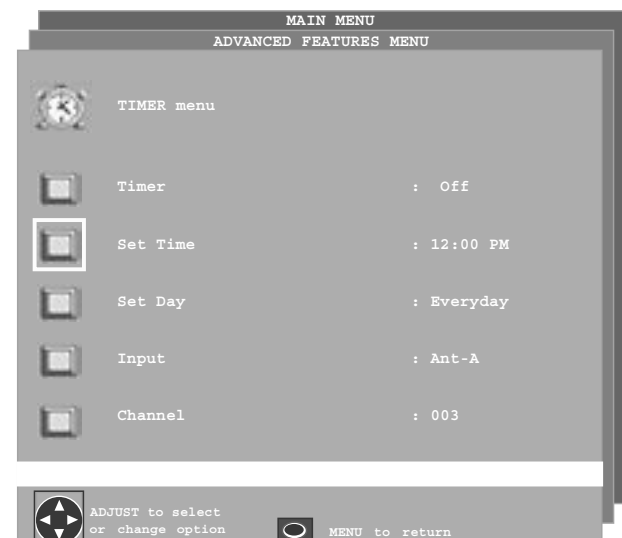 MAIN MENU
ADVANCED FEATURES MENU
TIMER menu
Timer : Off
Set Time : 12:00 PM
Set Day : Everyday
Input : Ant-A
Channel : 003
ADJUST to select
or change option
MENU to return